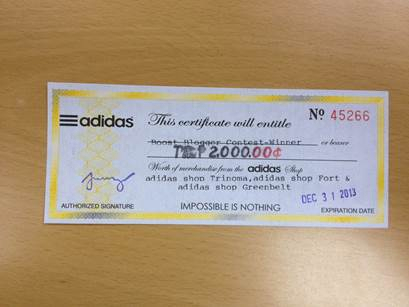 adidas
This certificate will entitle
Nº 45266
Boost Blogger Contest-Winner or bearer
2,000.00¢
Worth of merchandise from the adidas Shop
adidas shop Trinoma,adidas shop Fort &
adidas shop Greenbelt
DEC 31 2013
AUTHORIZED SIGNATURE
IMPOSSIBLE IS NOTHING
EXPIRATION DATE